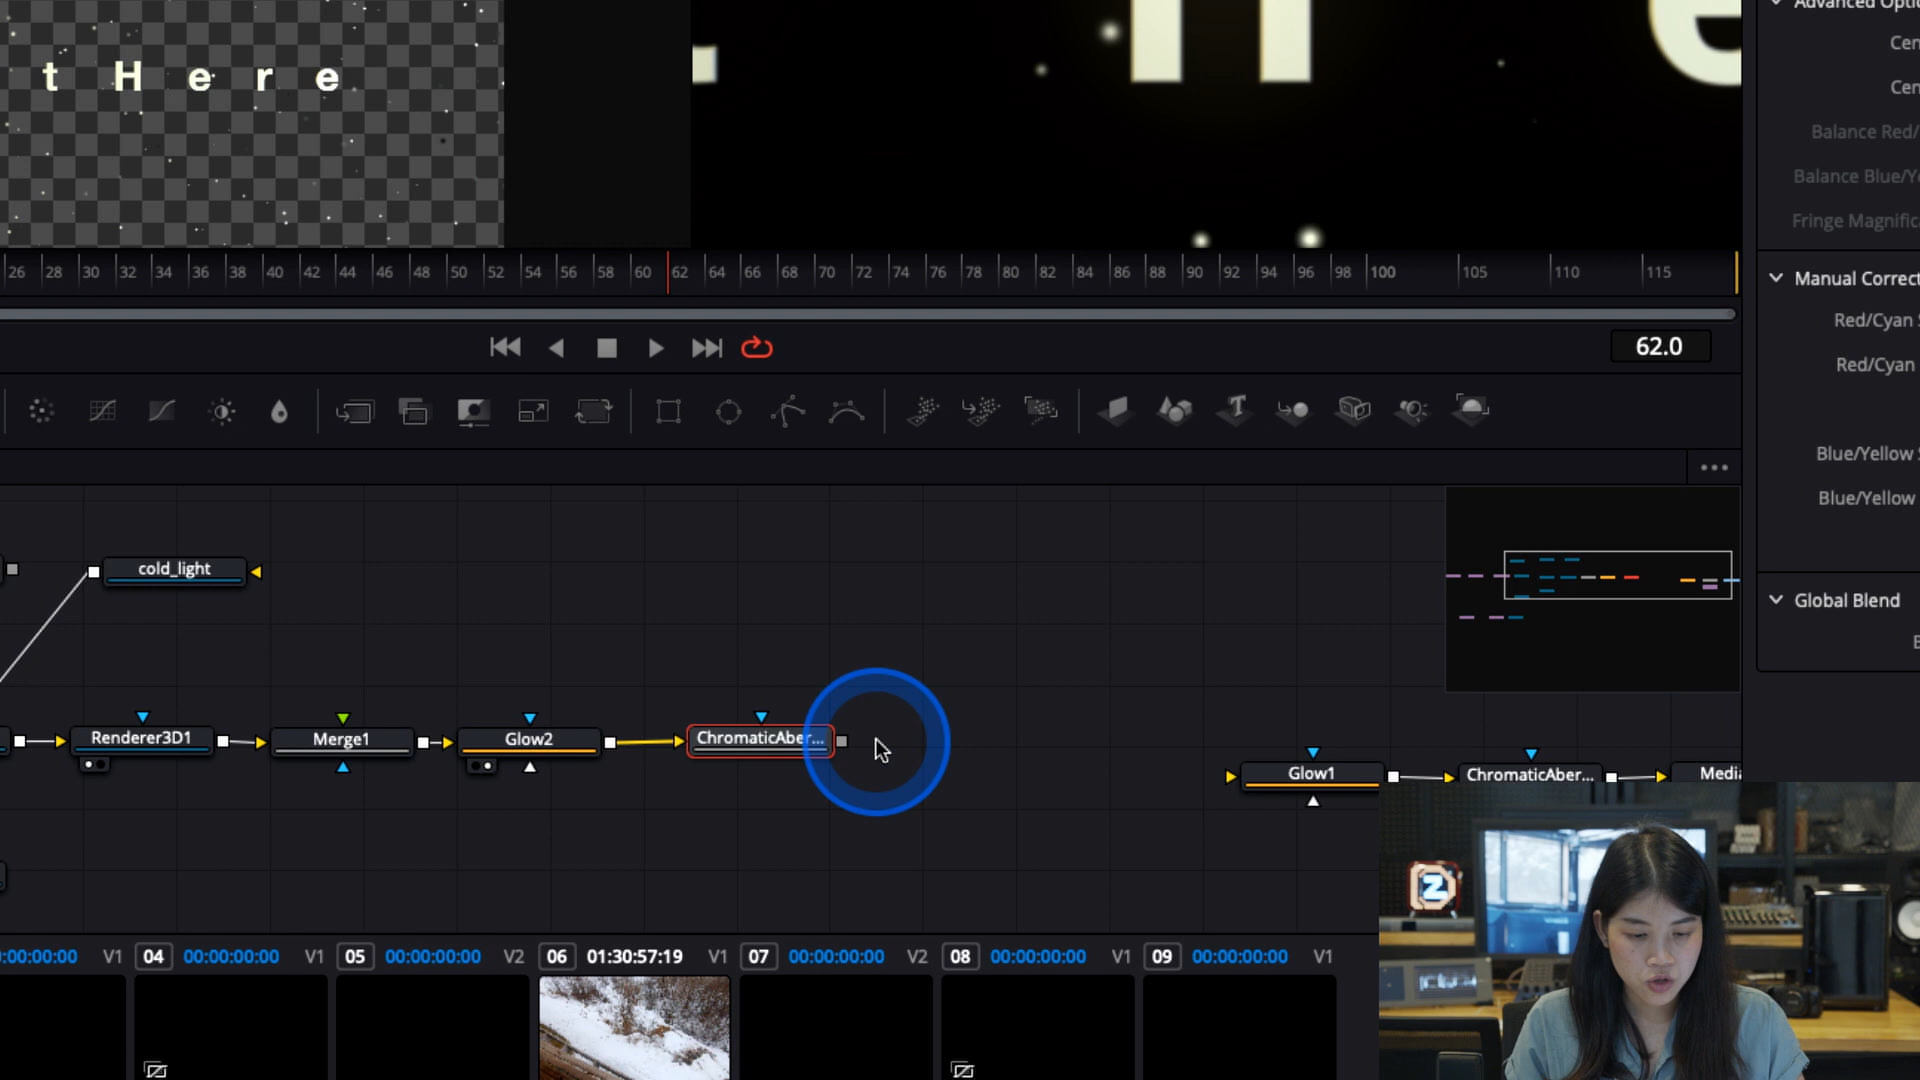 Advanced Opti
Cen
t H e r e
n e
Cen
Balance Red/
Balance Blue/Ye
Fringe Magnifica
26 28 30 32 34 36 38 40 42 44 46 48 50 52 54 56 58 60 62 64 66 68 70 72 74 76 78 80 82 84 86 88 90 92 94 96 98 100 105 110 115
Manual Correct
Red/Cyan S
62.0
Red/Cyan
T
Blue/Yellow S
Blue/Yellow
cold_light
Global Blend
Renderer3D1
Merge1
Glow2
ChromaticAber...
Glow1
ChromaticAber...
Media
Z
:00:00:00 V1 04 00:00:00:00 V1 05 00:00:00:00 V2 06 01:30:57:19 V1 07 00:00:00:00 V2 08 00:00:00:00 V1 09 00:00:00:00 V1